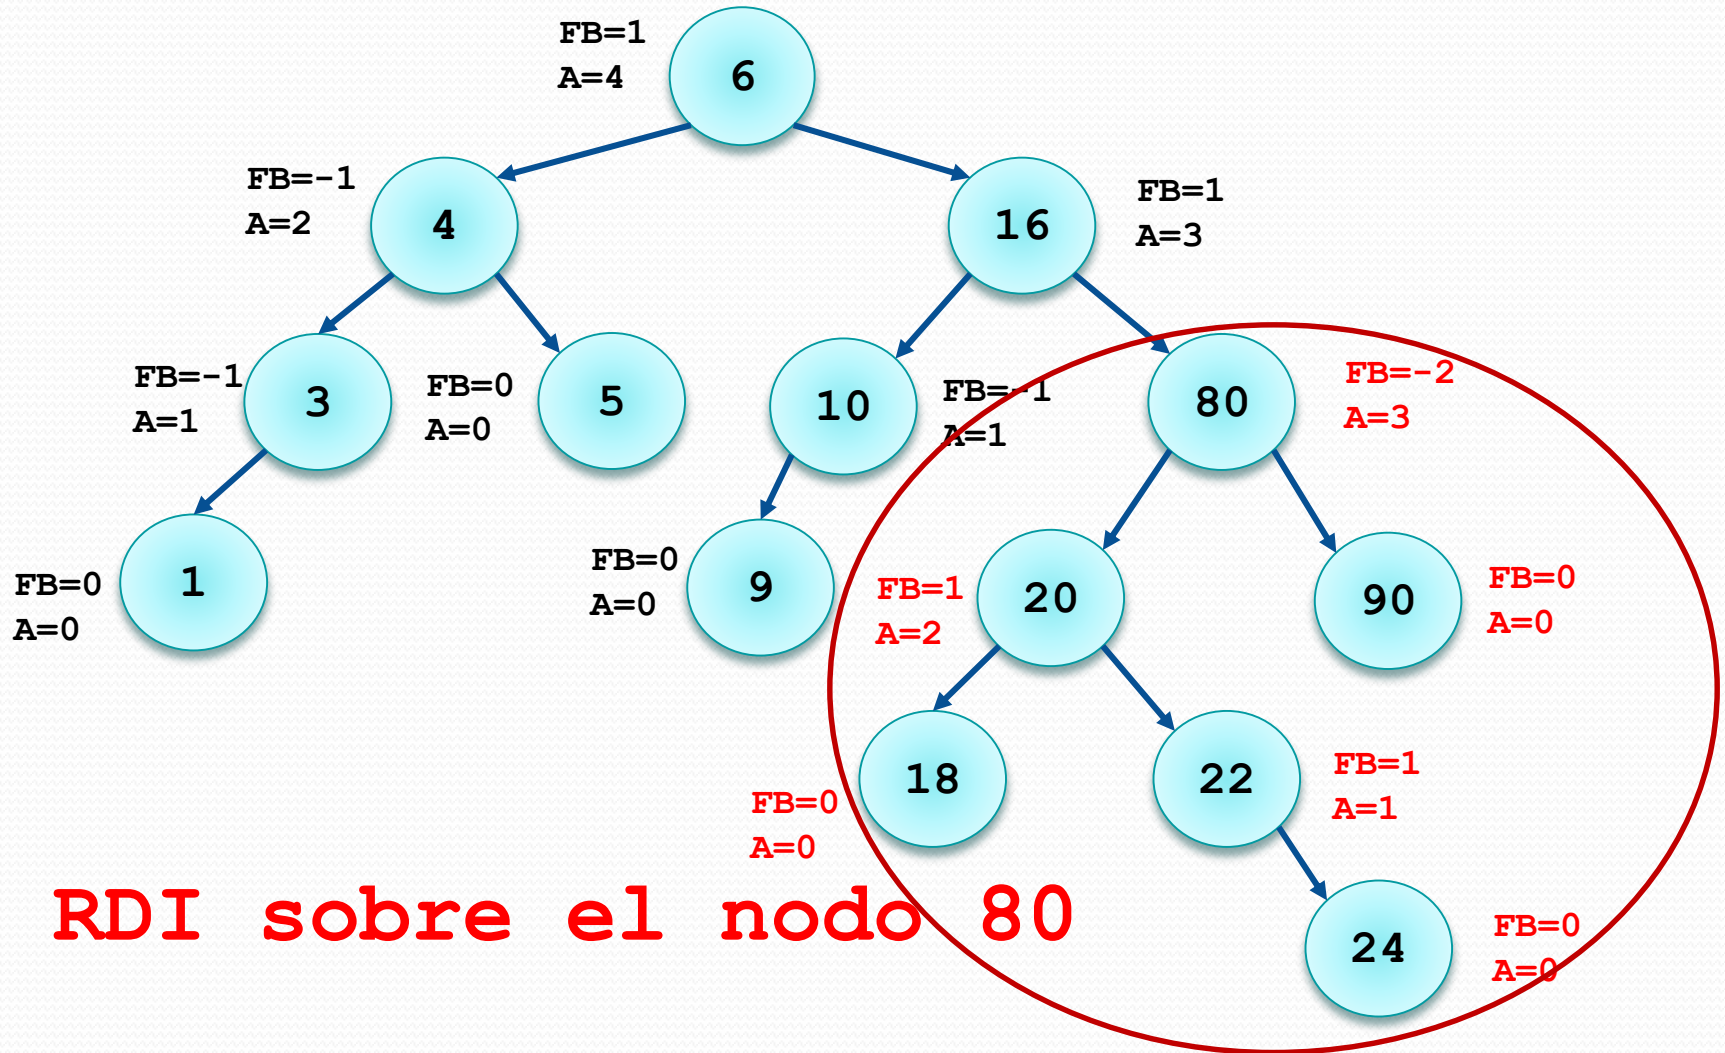 FB=1
A=4
6
FB=-1
A=2
4
16
FB=1
A=3
FB=-1
A=1
3
FB=0
A=0
5
10
FB=-1
A=1
80
FB=-2
A=3
FB=0
A=0
1
FB=0
A=0
9
FB=1
A=2
20
90
FB=0
A=0
FB=0
A=0
18
22
FB=1
A=1
RDI sobre el nodo 80
24
FB=0
A=0